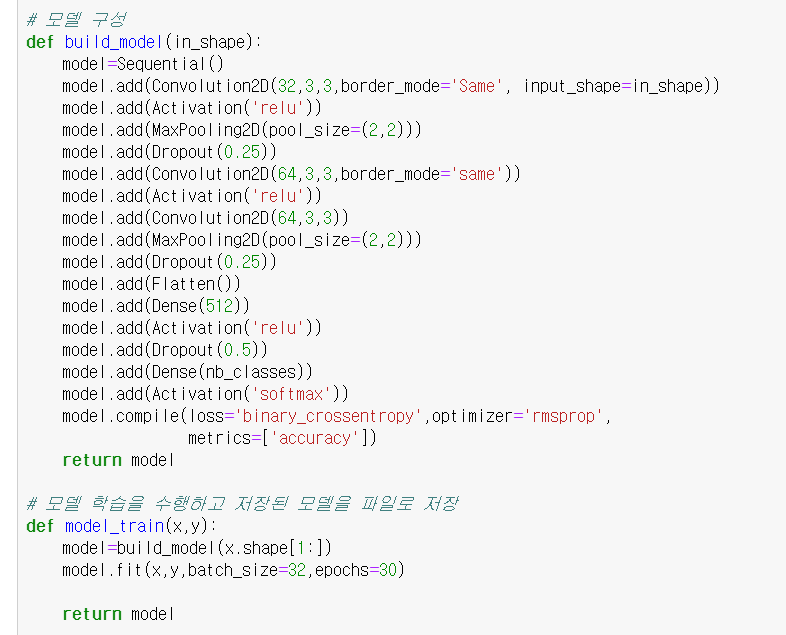 # 모델 구성
def build_model(in_shape):
    model=Sequential()
    model.add(Convolution2D(32,3,3,border_mode='Same', input_shape=in_shape))
    model.add(Activation('relu'))
    model.add(MaxPooling2D(pool_size=(2,2)))
    model.add(Dropout(0.25))
    model.add(Convolution2D(64,3,3,border_mode='same'))
    model.add(Activation('relu'))
    model.add(Convolution2D(64,3,3))
    model.add(MaxPooling2D(pool_size=(2,2)))
    model.add(Dropout(0.25))
    model.add(Flatten())
    model.add(Dense(512))
    model.add(Activation('relu'))
    model.add(Dropout(0.5))
    model.add(Dense(nb_classes))
    model.add(Activation('softmax'))
    model.compile(loss='binary_crossentropy',optimizer='rmsprop',
                  metrics=['accuracy'])
    return model

# 모델 학습을 수행하고 저장된 모델을 파일로 저장
def model_train(x,y):
    model=build_model(x.shape[1:])
    model.fit(x,y,batch_size=32,epochs=30)

    return model